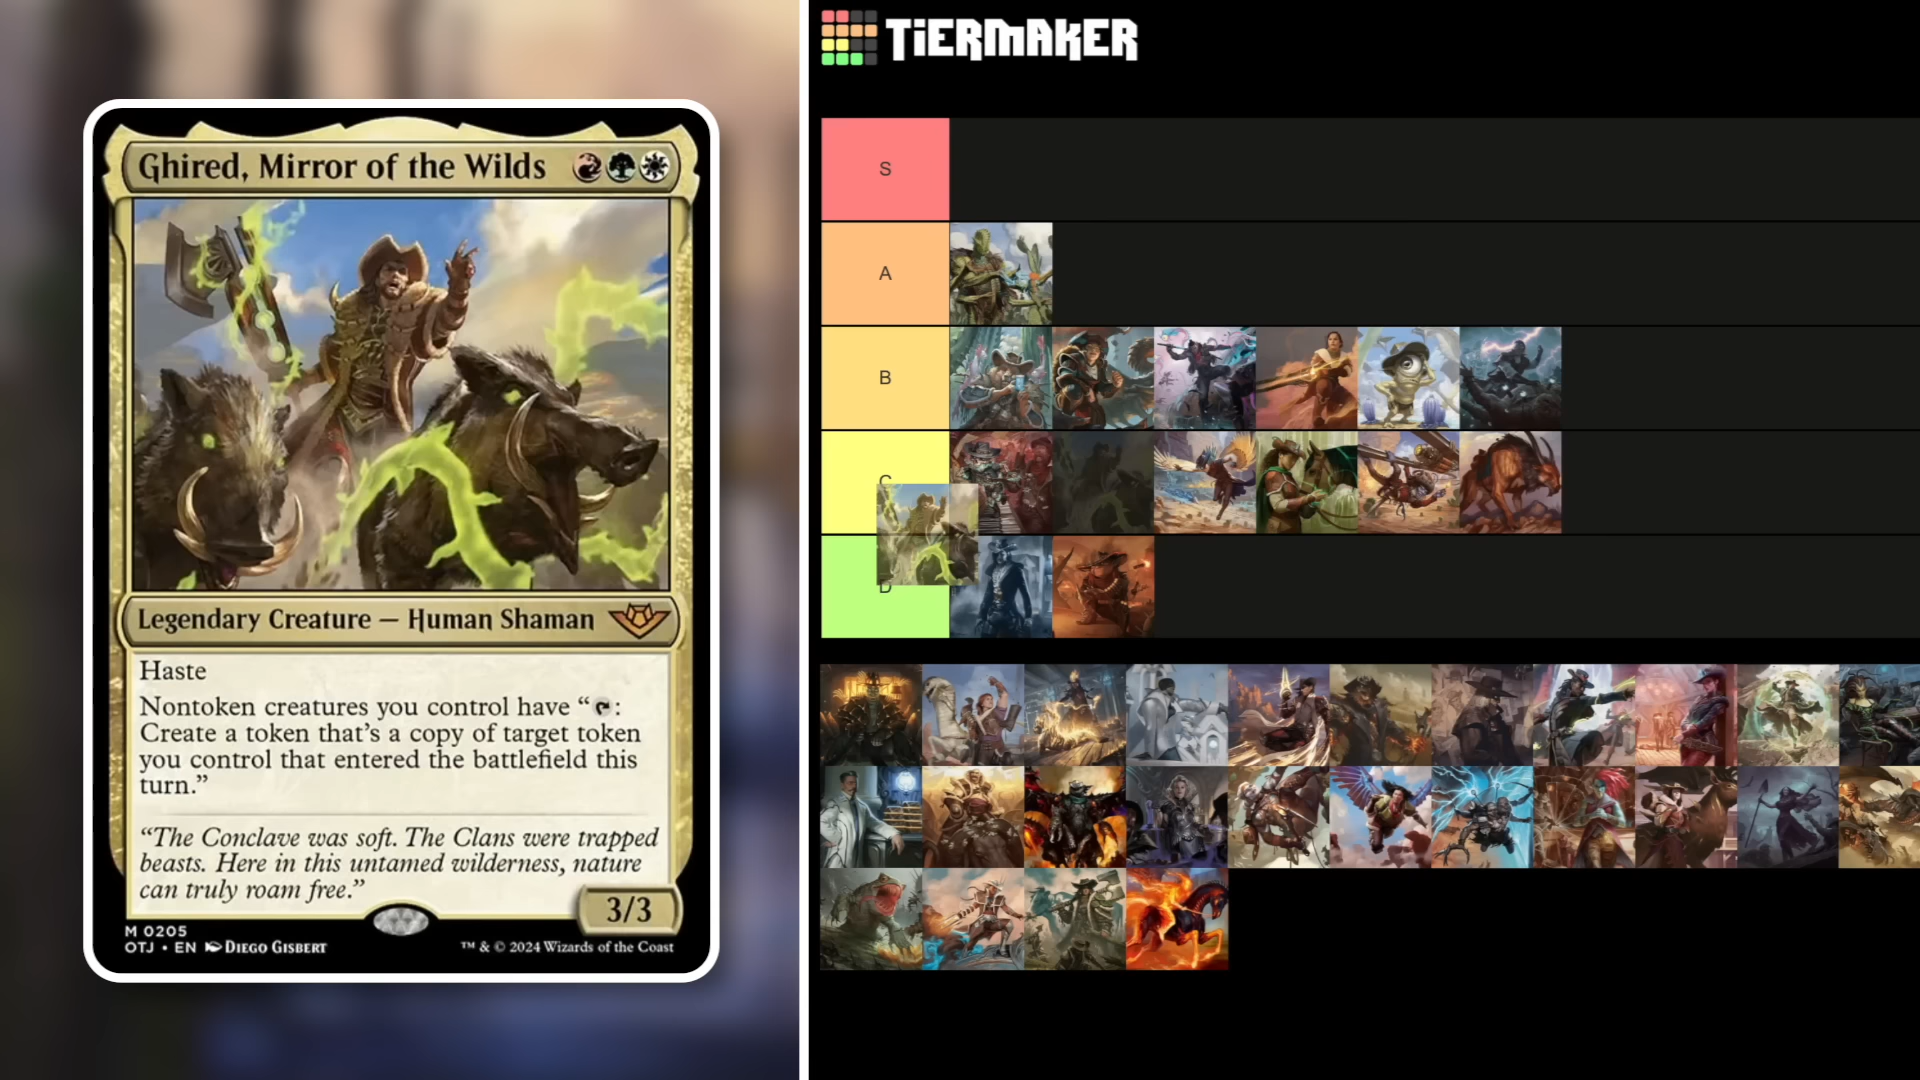 Ghired, Mirror of the Wilds
Legendary Creature — Human Shaman
Haste
Nontoken creatures you control have “:
Create a token that’s a copy of target token
you control that entered the battlefield this
turn.”
“The Conclave was soft. The Clans were trapped
beasts. Here in this untamed wilderness, nature
can truly roam free.”
3/3
M 0205
OTJ • EN DIEGO GISBERT
™ & © 2024 Wizards of the Coast
TiERMAKER
S
A
B
C
D